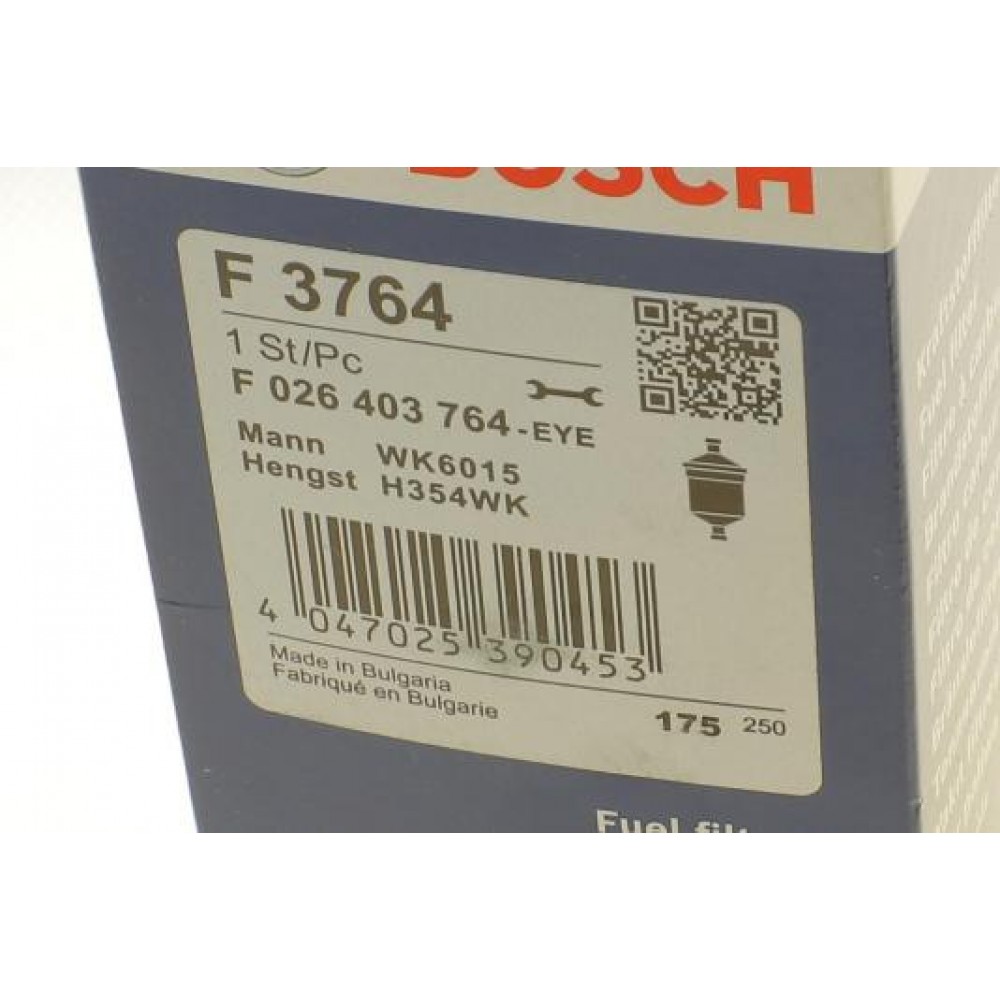 BOSCH
F 3764
1 St/Pc
F 026 403 764-EYE
Mann WK6015
Hengst H354WK
4 047025 390453
Made in Bulgaria
Fabriqué en Bulgarie
175 250
Fuel